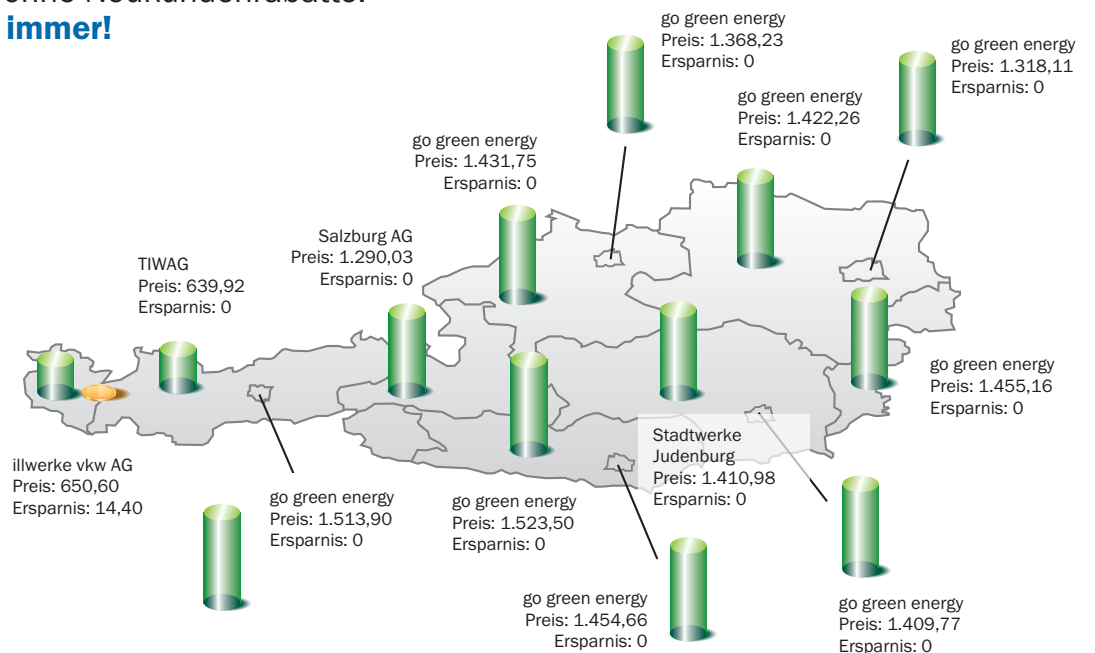 ohne Neukundenrabatte.
immer!
go green energy
Preis: 1.368,23
Ersparnis: 0
go green energy
Preis: 1.318,11
Ersparnis: 0
go green energy
Preis: 1.422,26
Ersparnis: 0
go green energy
Preis: 1.431,75
Ersparnis: 0
Salzburg AG
Preis: 1.290,03
Ersparnis: 0
TIWAG
Preis: 639,92
Ersparnis: 0
go green energy
Preis: 1.455,16
Ersparnis: 0
Stadtwerke
Judenburg
Preis: 1.410,98
Ersparnis: 0
illwerke vkw AG
Preis: 650,60
Ersparnis: 14,40
go green energy
Preis: 1.513,90
Ersparnis: 0
go green energy
Preis: 1.523,50
Ersparnis: 0
go green energy
Preis: 1.454,66
Ersparnis: 0
go green energy
Preis: 1.409,77
Ersparnis: 0